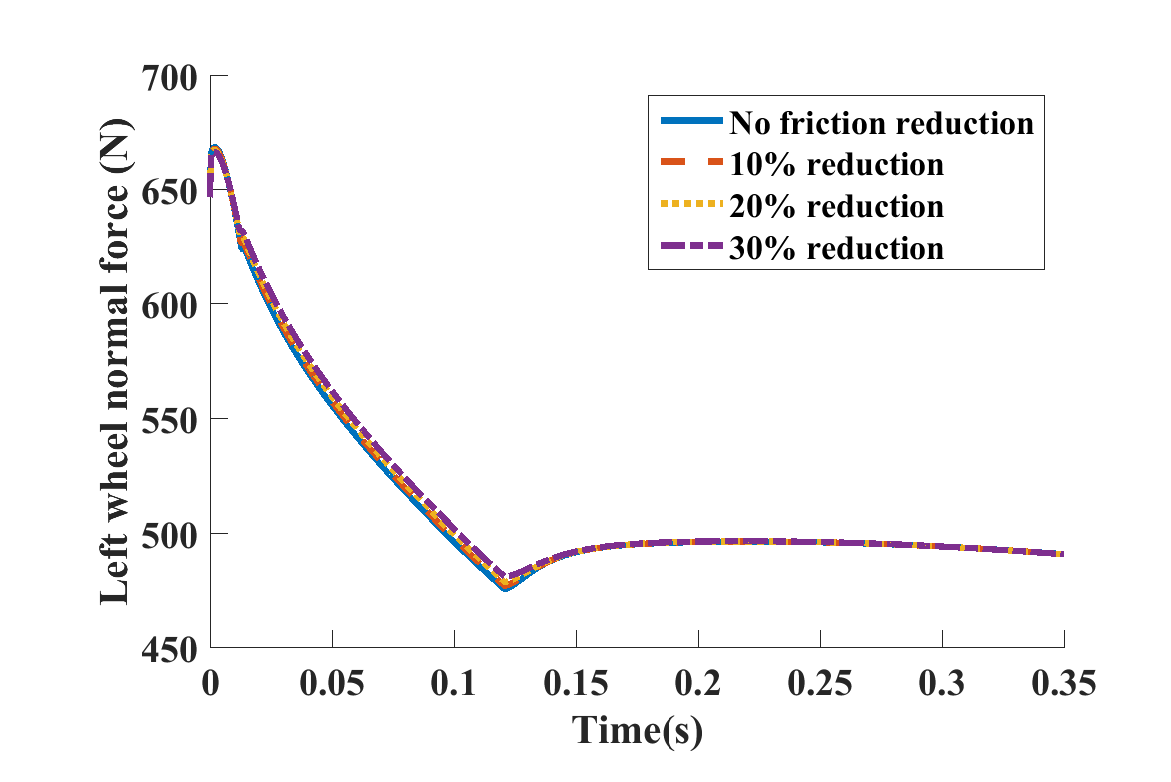 700
650
600
550
500
450
Left wheel normal force (N)
No friction reduction
10% reduction
20% reduction
30% reduction
0 0.05 0.1 0.15 0.2 0.25 0.3 0.35
Time(s)